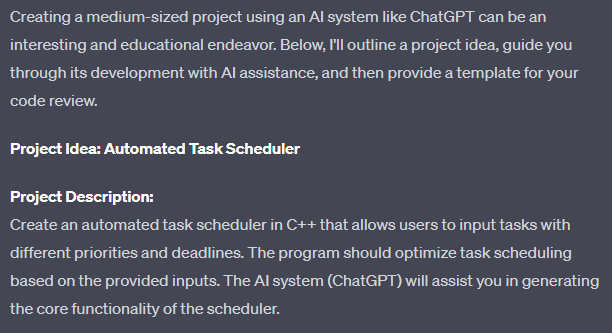 Creating a medium-sized project using an AI system like ChatGPT can be an
interesting and educational endeavor. Below, I'll outline a project idea, guide you
through its development with AI assistance, and then provide a template for your
code review.
Project Idea: Automated Task Scheduler
Project Description:
Create an automated task scheduler in C++ that allows users to input tasks with
different priorities and deadlines. The program should optimize task scheduling
based on the provided inputs. The AI system (ChatGPT) will assist you in generating
the core functionality of the scheduler.